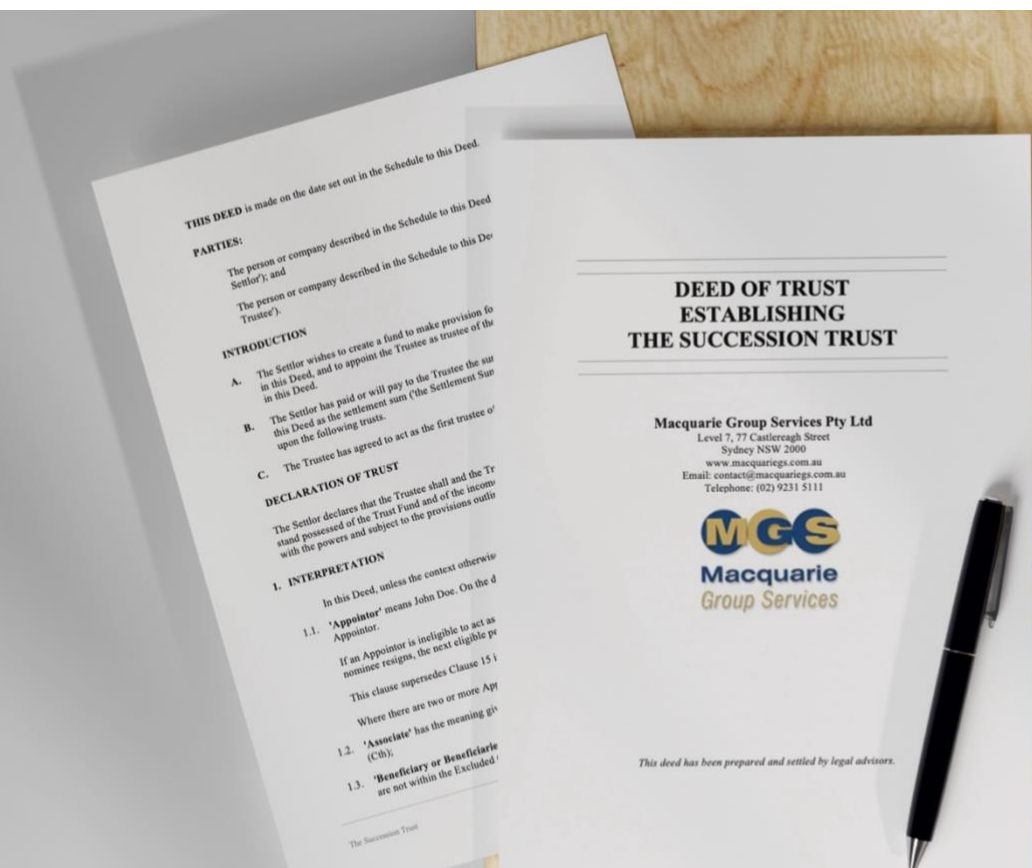 THIS DEED is made on the date set out in the Schedule to this Deed.
PARTIES:
The person or company described in the Schedule to this Deed
Settlor'); and
The person or company described in the Schedule to this
Trustee').
INTRODUCTION
A. The Settlor wishes to create a fund to make provision
in this Deed, and to appoint the Trustee as trustee of the
in this Deed.
B. The Settlor has paid or will pay to the Trustee the
this Deed as the settlement sum ('the Settlement
upon the following trusts.
C. The Trustee has agreed to act as the first trustee
DECLARATION OF TRUST
The Settlor declares that the Trustee shall and the
stand possessed of the Trust Fund and of the
with the powers and subject to the provisions
1. INTERPRETATION
In this Deed, unless the context
1.1. 'Appointor' means John Doe. On the
Appointor.
If an Appointor is ineligible to act as
nominee resigns, the next eligible
This clause supersedes Clause 15
Where there are two or more
1.2. 'Associate' has the meaning
(Cth);
1.3. 'Beneficiary or
are not within the Excluded
The Succession Trust
DEED OF TRUST
ESTABLISHING
THE SUCCESSION TRUST
Macquarie Group Services Pty Ltd
Level 7, 77 Castlereagh Street
Sydney NSW 2000
www.macquariegs.com.au
Email: contact@macquariegs.com.au
Telephone: (02) 9231 5111
MGS
Macquarie
Group Services
This deed has been prepared and settled by legal advisors.